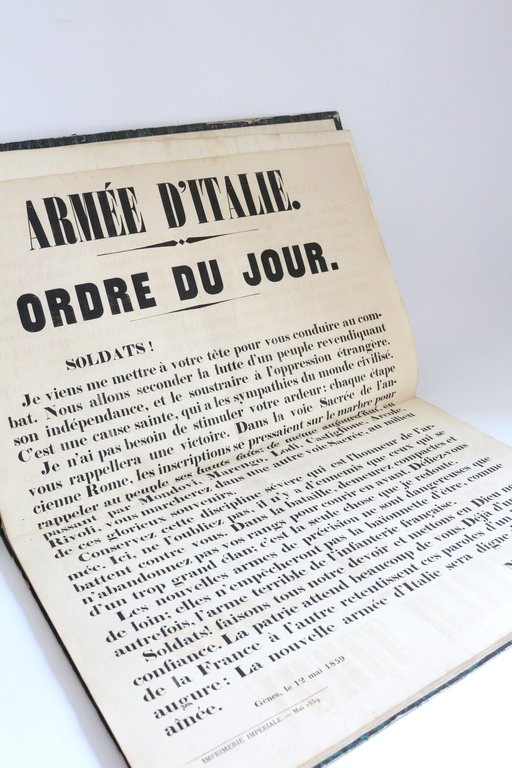 ARMÉE D'ITALIE.
ORDRE DU JOUR.
SOLDATS!
Je viens me mettre à votre tête pour vous conduire au com-
bat. Nous allons seconder la lutte d'un peuple revendiquant
son indépendance, et le soustraire à l'oppression étrangère.
C'est une cause sainte, qui a les sympathies du monde civilisé.
Je n'ai pas besoin de stimuler votre ardeur: chaque étape
vous rappellera une victoire. Dans la voie Sacrée de l'an-
cienne Rome, les inscriptions se pressaient sur le marbre pour
rappeler au peuple ses hauts faits: de même aujourd'hui, en
passant par Mondovi, Marengo, Lodi, Castiglione, Arcole,
Rivoli, vous marcherez dans une autre voie Sacrée, au milieu
de ces glorieux souvenirs.
Conservez cette discipline sévère qui est l'honneur de l'ar-
mée. Ici, ne l'oubliez pas, il n'y a d'ennemis que ceux qui se
battent contre vous. Dans la bataille, demeurez compactes et
n'abandonnez pas vos rangs pour courir en avant. Défiez-vous
d'un trop grand élan: c'est la seule chose que je redoute.
Les nouvelles armes de précision ne sont dangereuses que
de loin; elles n'empêcheront pas la baïonnette d'être, comme
autrefois, l'arme terrible de l'infanterie française.
Soldats! faisons tous notre devoir et mettons en Dieu
confiance. La patrie attend beaucoup de vous. Déjà d'
de la France à l'autre retentissent ces paroles d'
augure: La nouvelle armée d'Italie sera digne
aînée.
Gênes, le 12 mai 1859
IMPRIMERIE IMPÉRIALE. — Mai 1859.